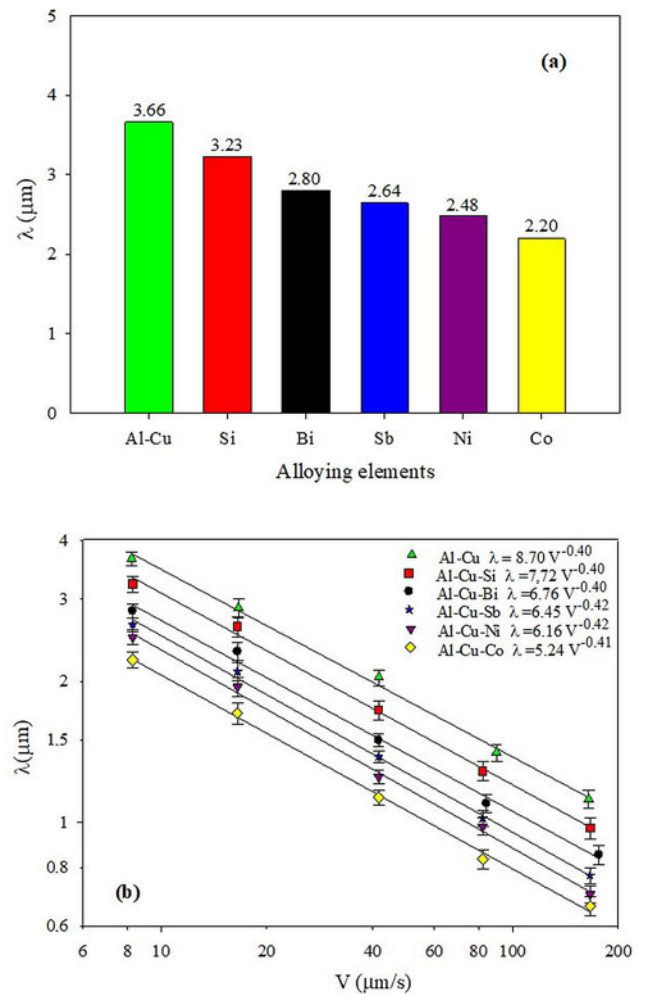 5
(a)
4
3.66
3.23
3
2.80
2.64
2.48
2.20
2
1
0
λ (μm)
Al-Cu Si Bi Sb Ni Co
Alloying elements
4
3
2
1.5
1
0.8
0.6
λ(μm)
Al-Cu λ = 8.70 V^-0.40
Al-Cu-Si λ =7,72 V^-0.40
Al-Cu-Bi λ = 6.76 V^-0.40
Al-Cu-Sb λ = 6.45 V^-0.42
Al-Cu-Ni λ = 6.16 V^-0.42
Al-Cu-Co λ = 5.24 V^-0.41
(b)
6 8 10 20 40 60 80 100 200
V (μm/s)